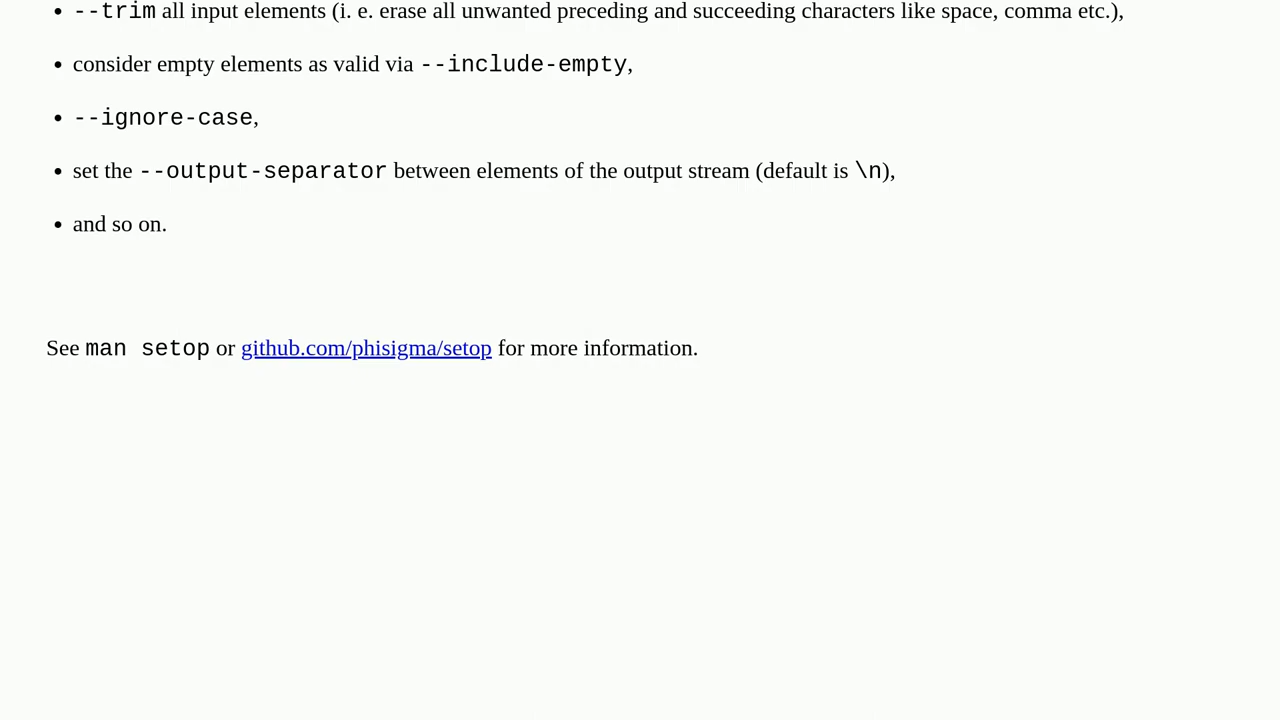 • --trim all input elements (i. e. erase all unwanted preceding and succeeding characters like space, comma etc.),
• consider empty elements as valid via --include-empty,
• --ignore-case,
• set the --output-separator between elements of the output stream (default is \n),
• and so on.
See man setop or github.com/phisigma/setop for more information.